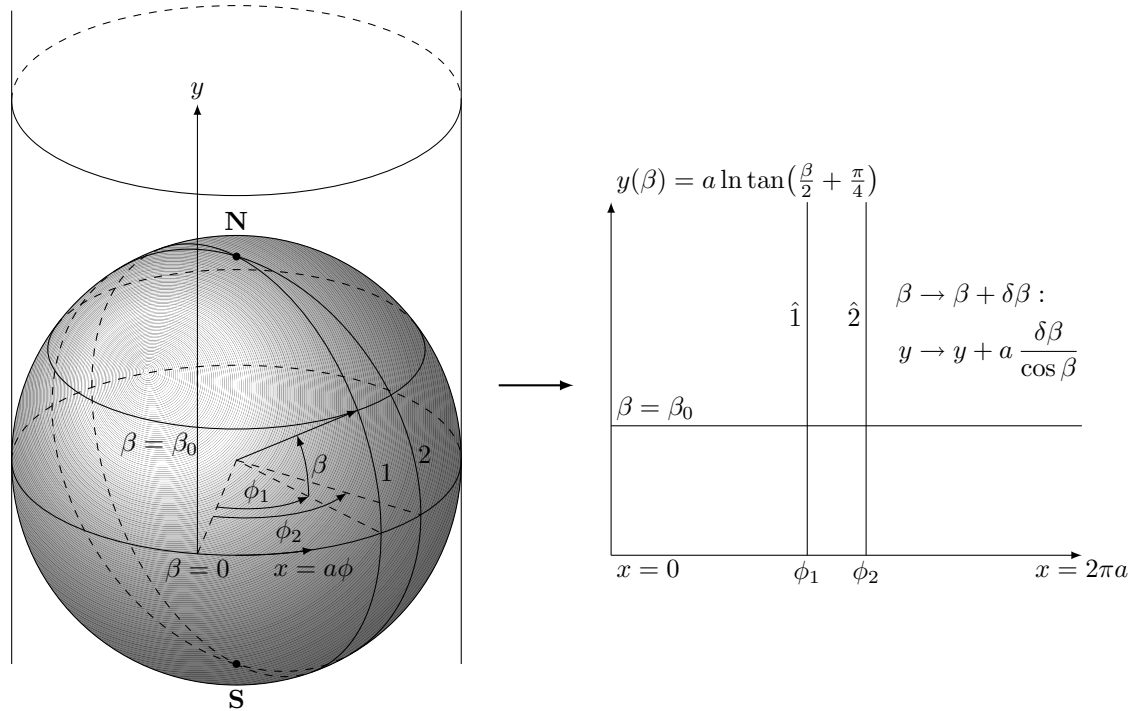 y
N
β = β₀
β
1
2
ϕ₁
ϕ₂
β = 0
x = aϕ
S
y(β) = a ln tan(β/2 + π/4)
1̂
2̂
β → β + δβ :
y → y + a δβ/cos β
β = β₀
x = 0
ϕ₁
ϕ₂
x = 2πa